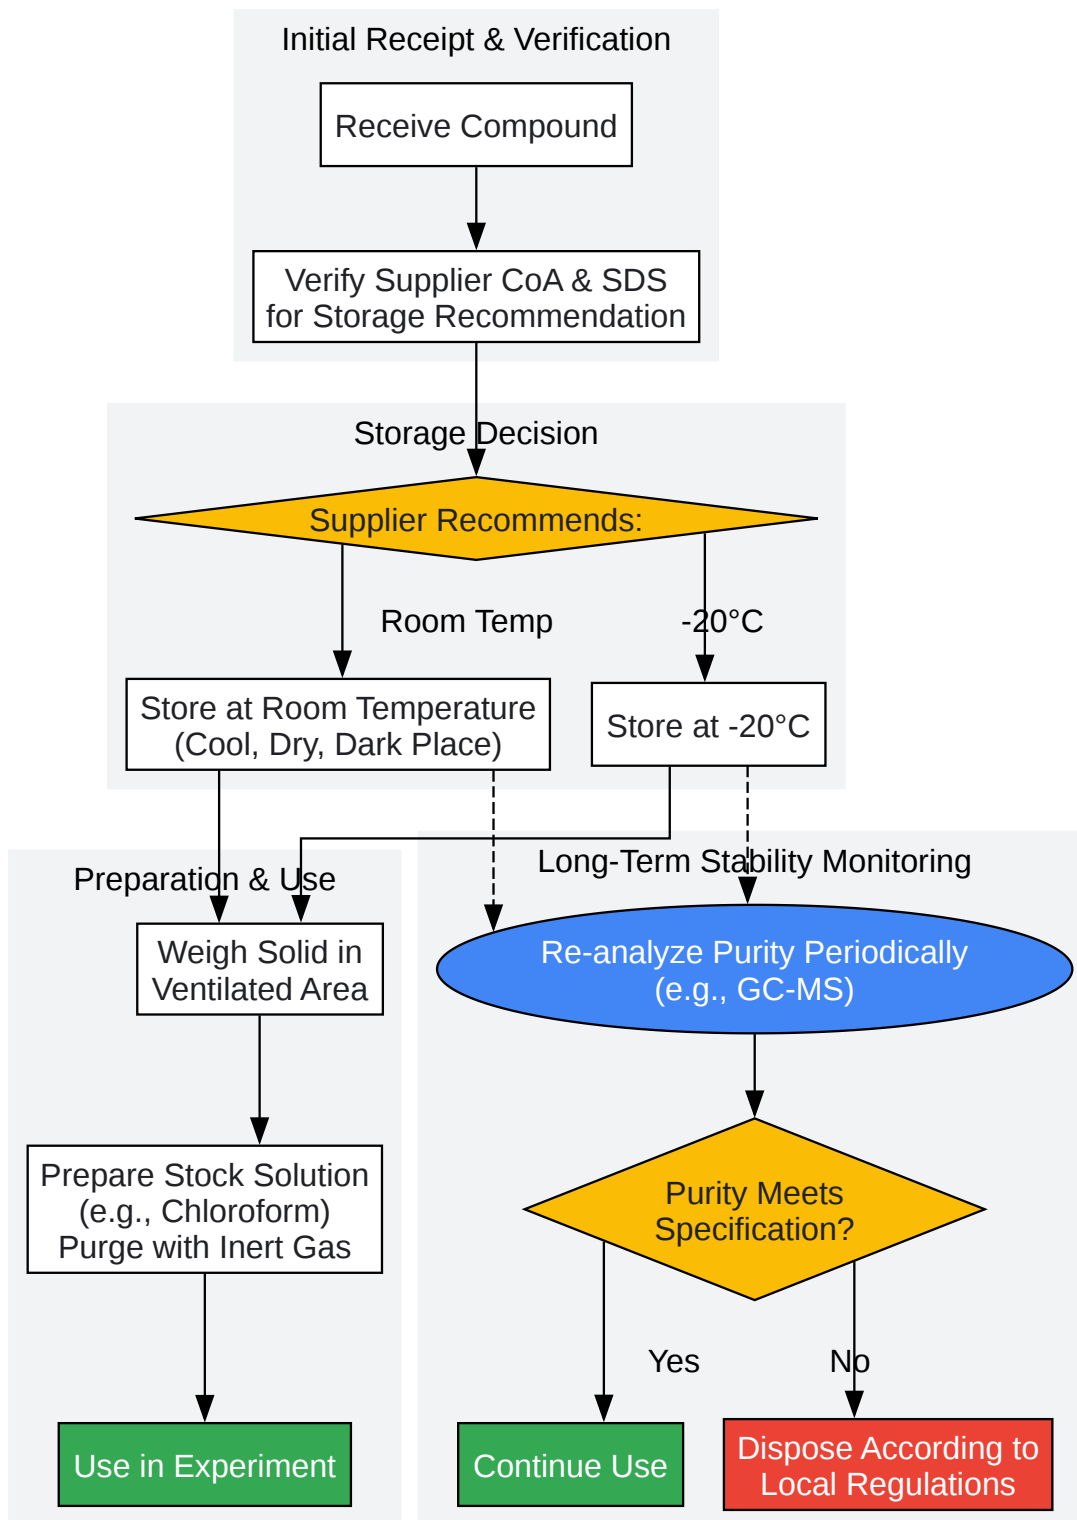 Initial Receipt & Verification
Receive Compound
Verify Supplier CoA & SDS
for Storage Recommendation
Storage Decision
Supplier Recommends:
Room Temp
-20°C
Store at Room Temperature
(Cool, Dry, Dark Place)
Store at -20°C
Preparation & Use
Weigh Solid in
Ventilated Area
Prepare Stock Solution
(e.g., Chloroform)
Purge with Inert Gas
Use in Experiment
Long-Term Stability Monitoring
Re-analyze Purity Periodically
(e.g., GC-MS)
Purity Meets
Specification?
Yes
No
Continue Use
Dispose According to
Local Regulations